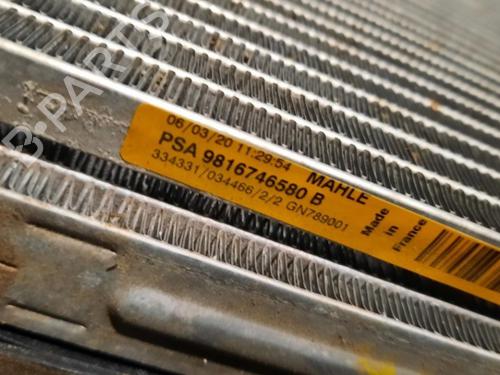 06/03/20 11:29:54 MAHLE
PSA 9816746580 B
334331/034466/2/2 GN789001
Made
in
France
B-PARTS